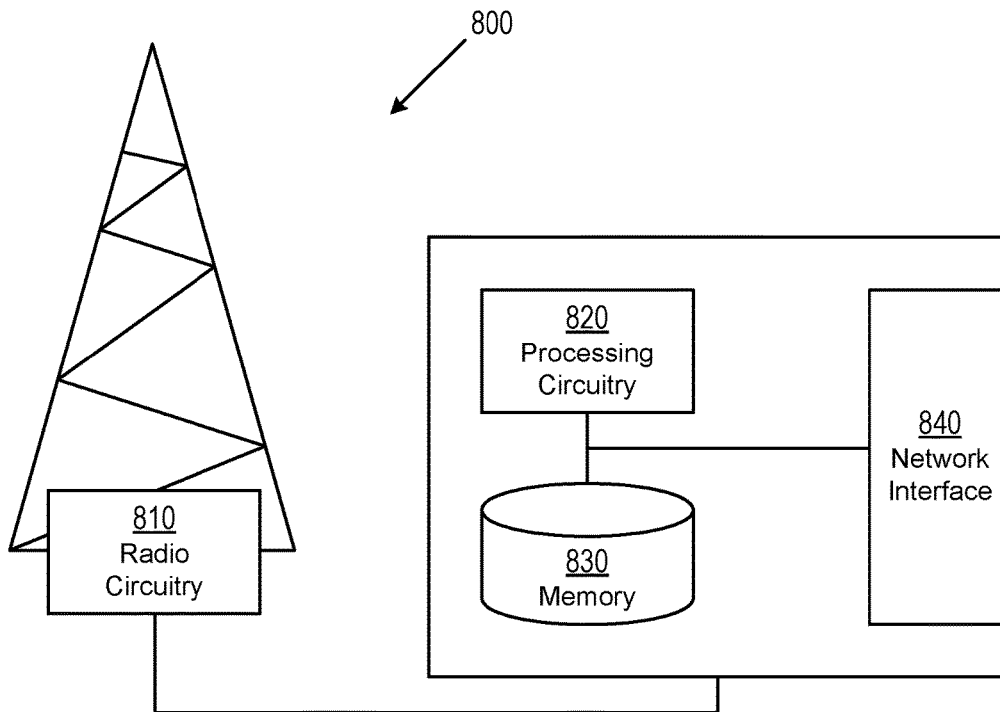 800
820
Processing
Circuitry
840
Network
Interface
810
Radio
Circuitry
830
Memory